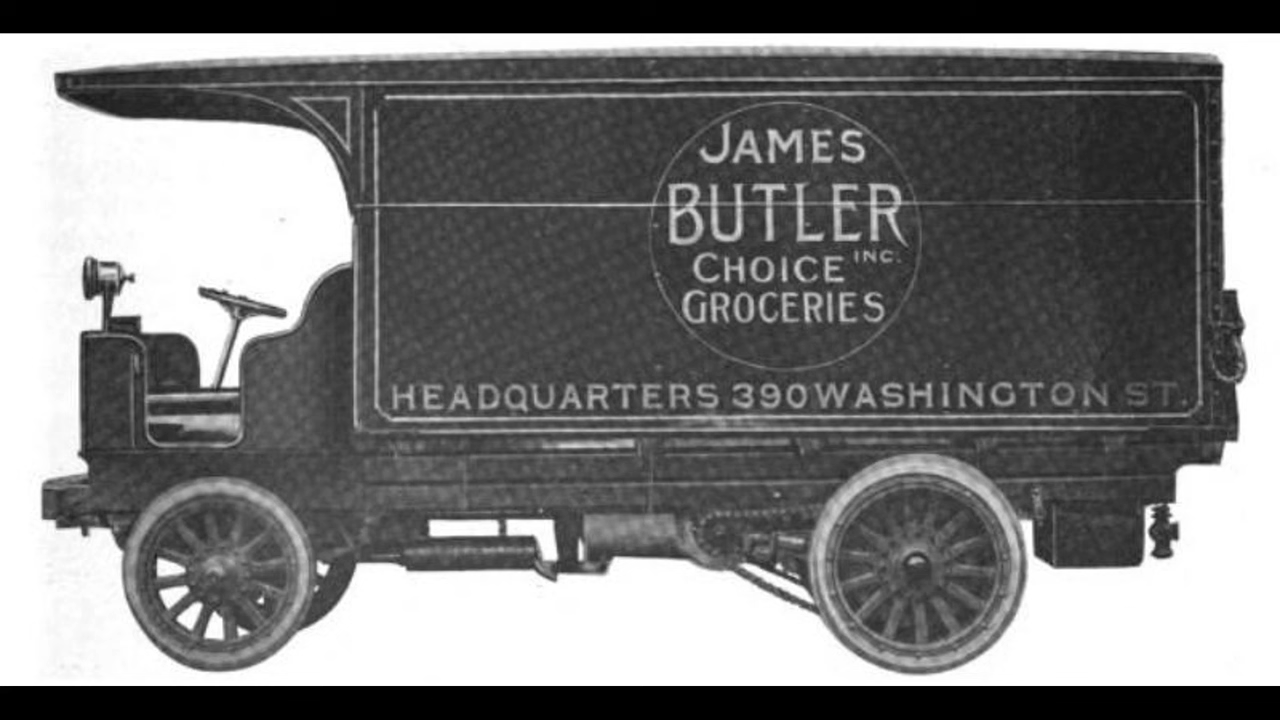 JAMES
BUTLER
INC.
CHOICE
GROCERIES
HEADQUARTERS 390 WASHINGTON ST.